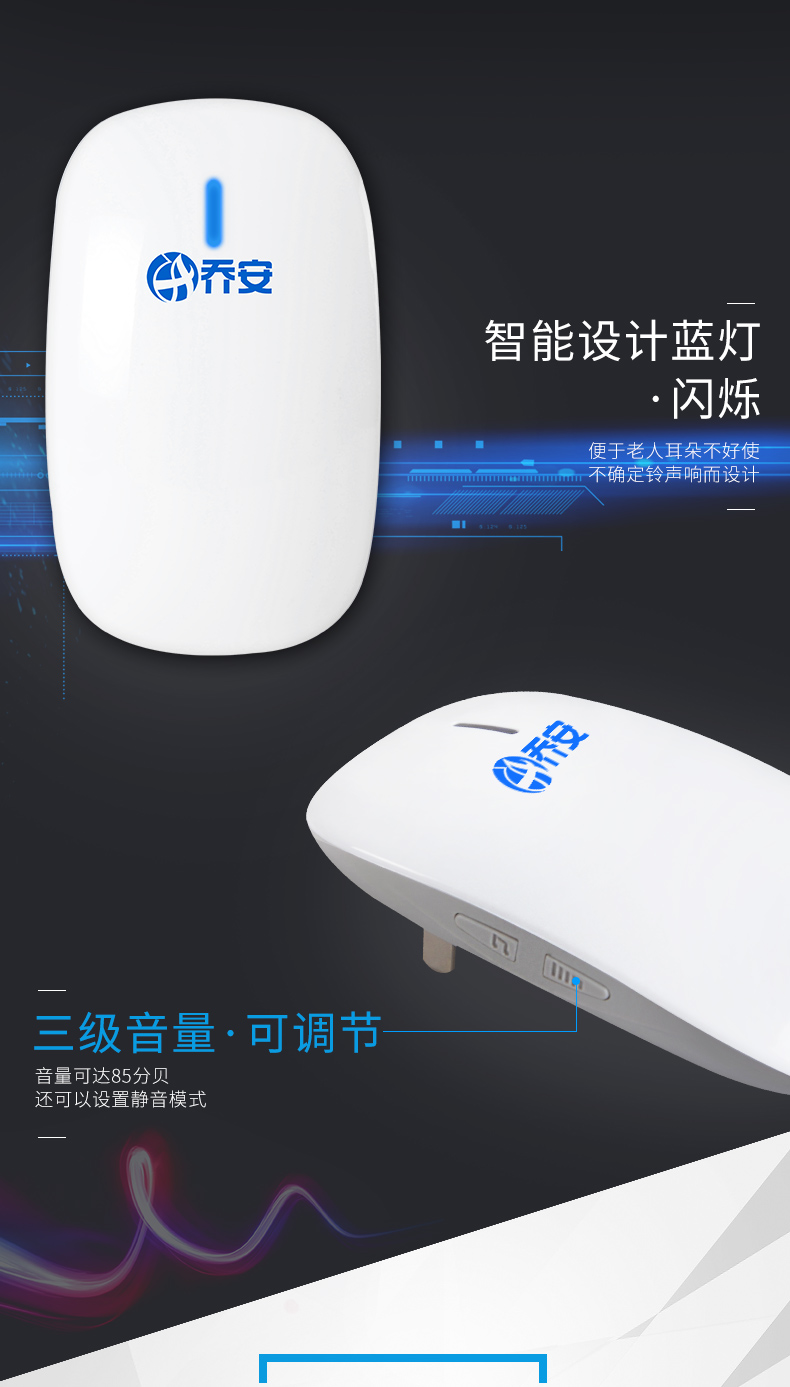 乔安
智能设计蓝灯
·闪烁
便于老人耳朵不好使
不确定铃声响而设计
乔安
三级音量·可调节
音量可达85分贝
还可以设置静音模式